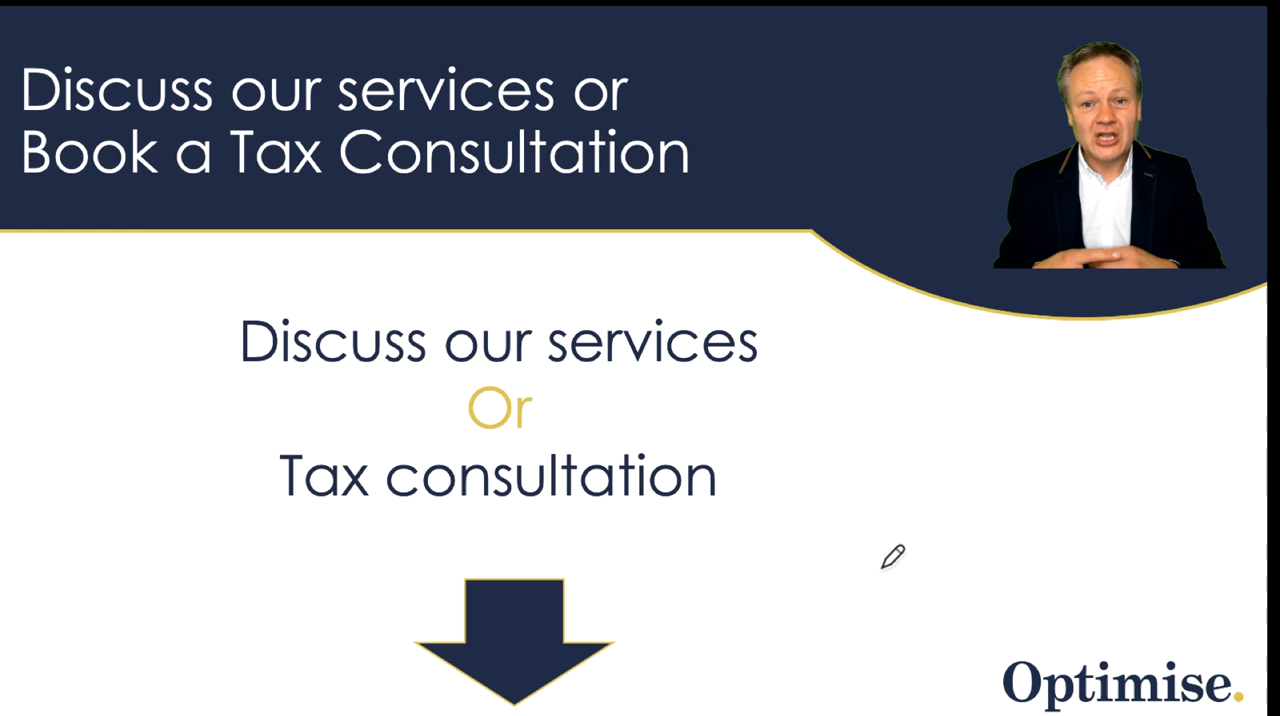 Discuss our services or
Book a Tax Consultation
Discuss our services
Or
Tax consultation
Optimise.